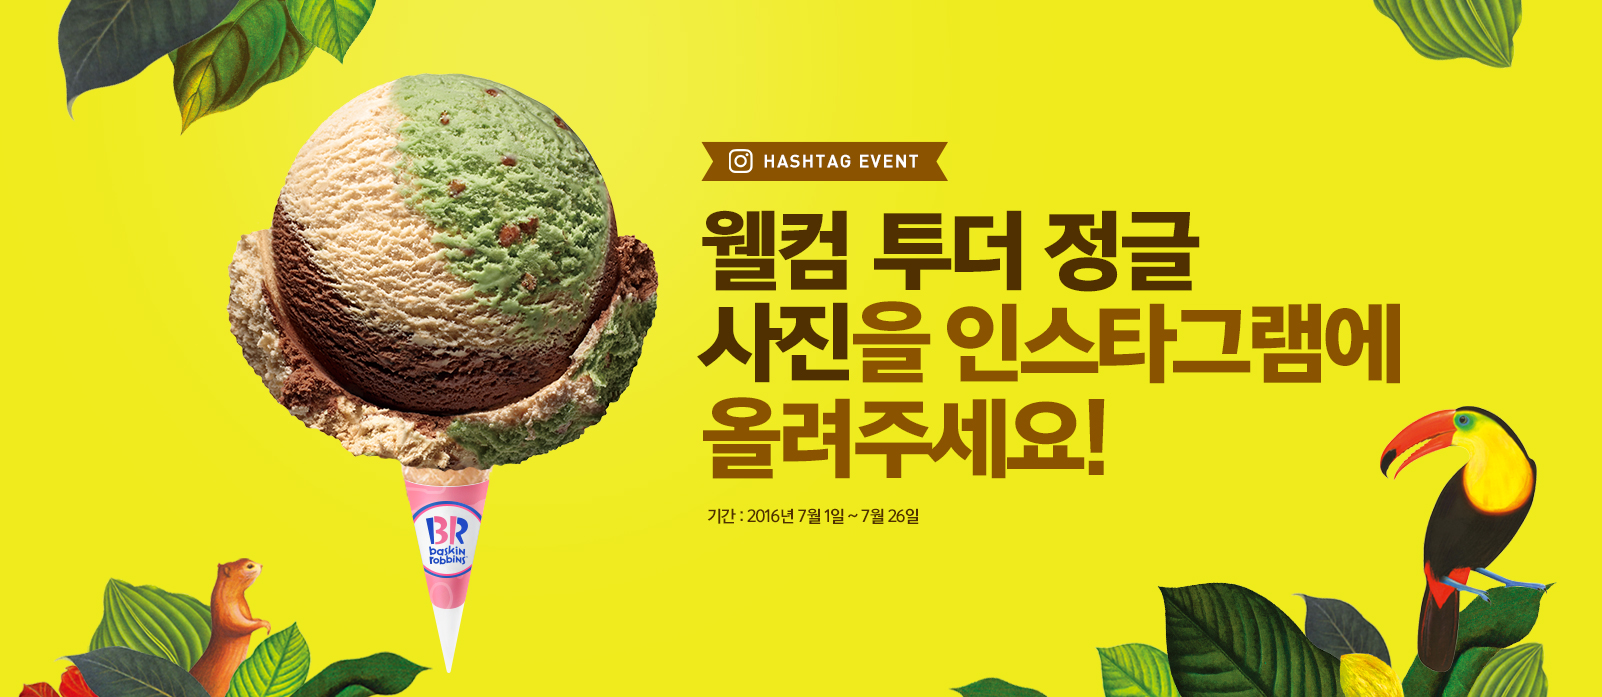 HASHTAG EVENT
웰컴 투더 정글
사진을 인스타그램에
올려주세요!
기간 : 2016년 7월 1일 ~ 7월 26일
BR
baskin
robbins